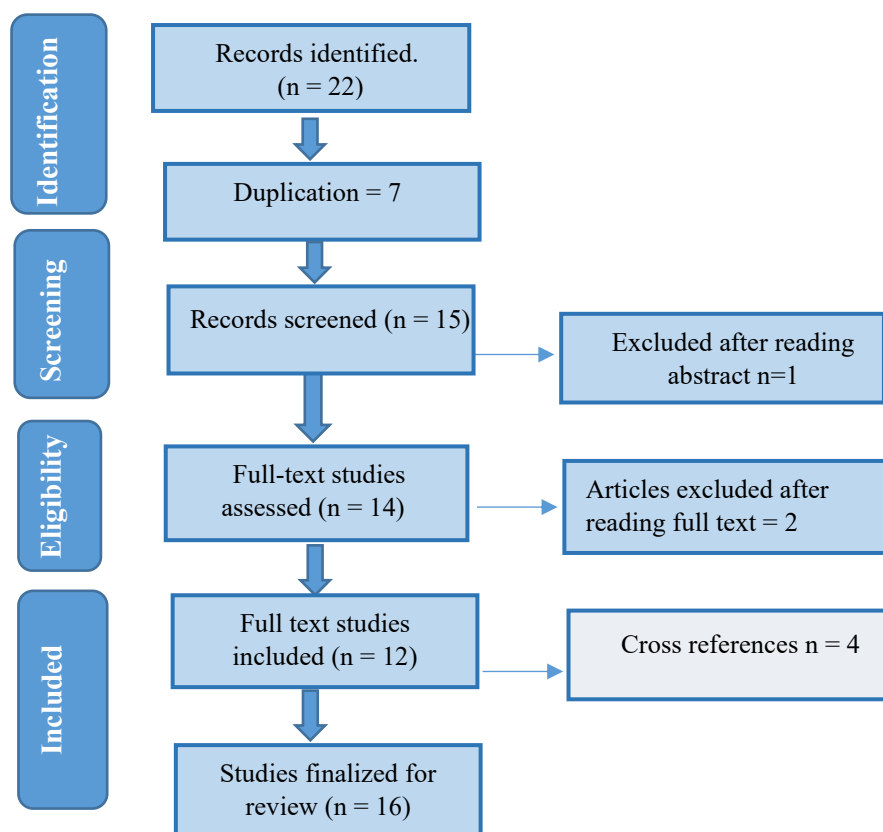 Identification
Records identified.
(n = 22)
Duplication = 7
Screening
Records screened (n = 15)
Excluded after reading
abstract n=1
Eligibility
Full-text studies
assessed (n = 14)
Articles excluded after
reading full text = 2
Included
Full text studies
included (n = 12)
Cross references n = 4
Studies finalized for
review (n = 16)